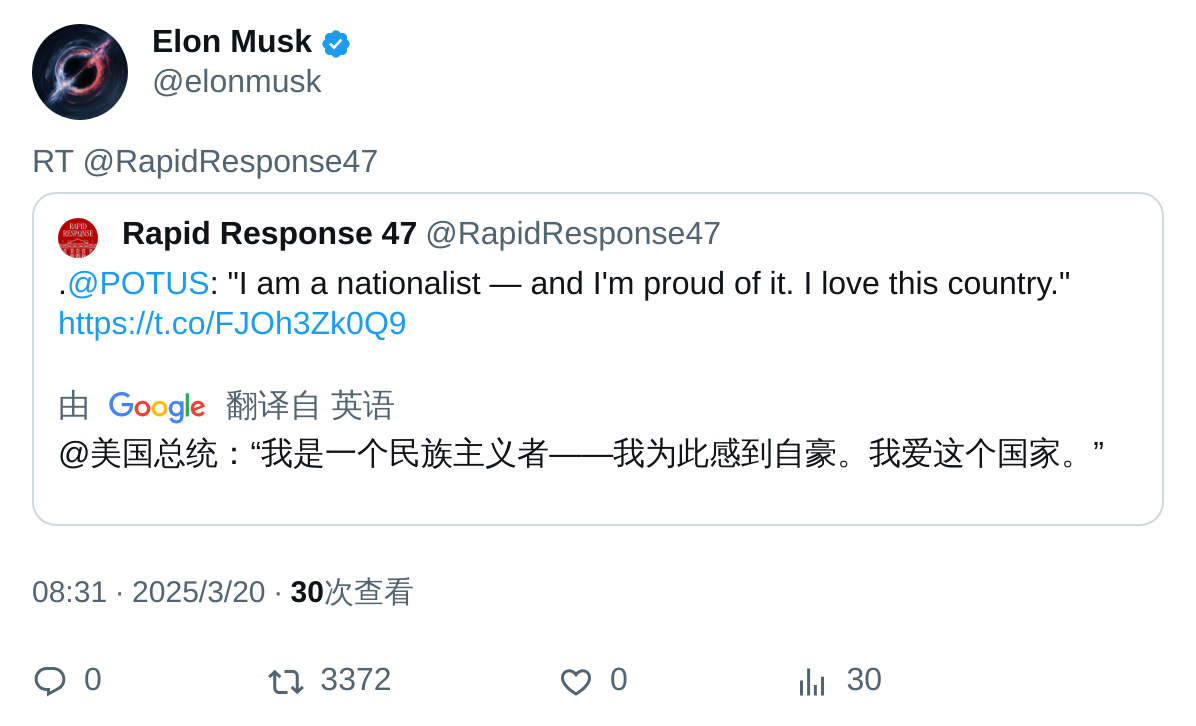 Elon Musk
@elonmusk
RT @RapidResponse47
RAPID
RESPONSE
Rapid Response 47 @RapidResponse47
.@POTUS: "I am a nationalist — and I'm proud of it. I love this country."
https://t.co/FJOh3Zk0Q9
由 Google 翻译自 英语
@美国总统：“我是一个民族主义者——我为此感到自豪。我爱这个国家。”
08:31 · 2025/3/20 · 30次查看
0 3372 0 30